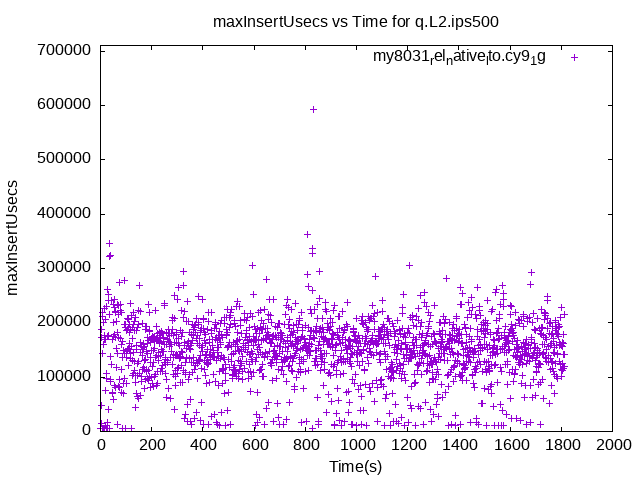 maxInsertUsecs vs Time for q.L2.ips500
700000
my8031relnativelto.cy91g
600000
500000
400000
300000
200000
100000
0
maxInsertUsecs
0 200 400 600 800 1000 1200 1400 1600 1800 2000
Time(s)